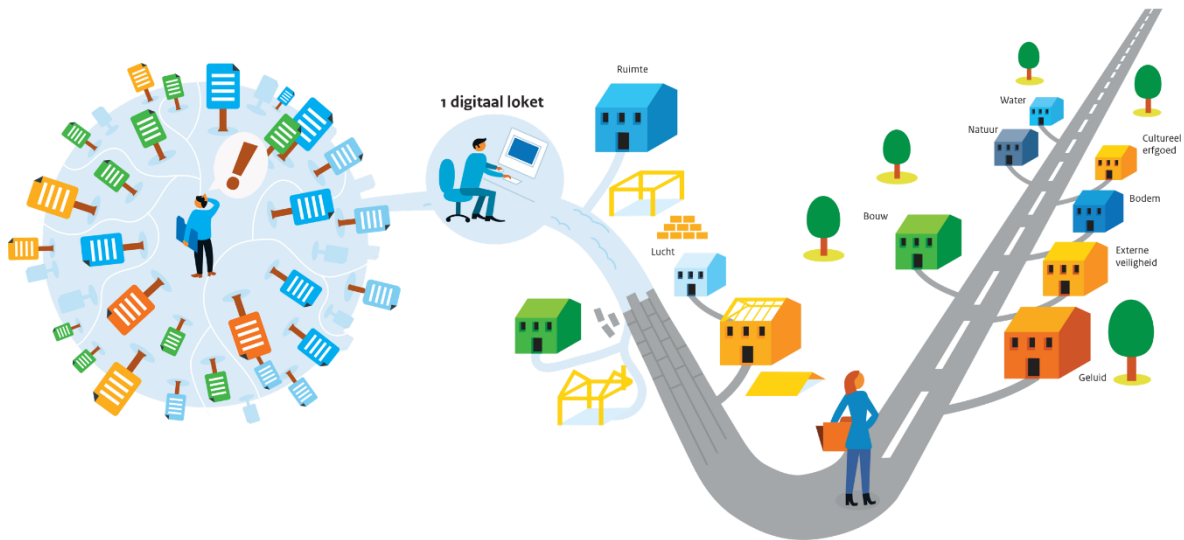 1 digitaal loket
Ruimte
Lucht
Bouw
Water
Natuur
Cultureel
erfgoed
Bodem
Externe
veiligheid
Geluid